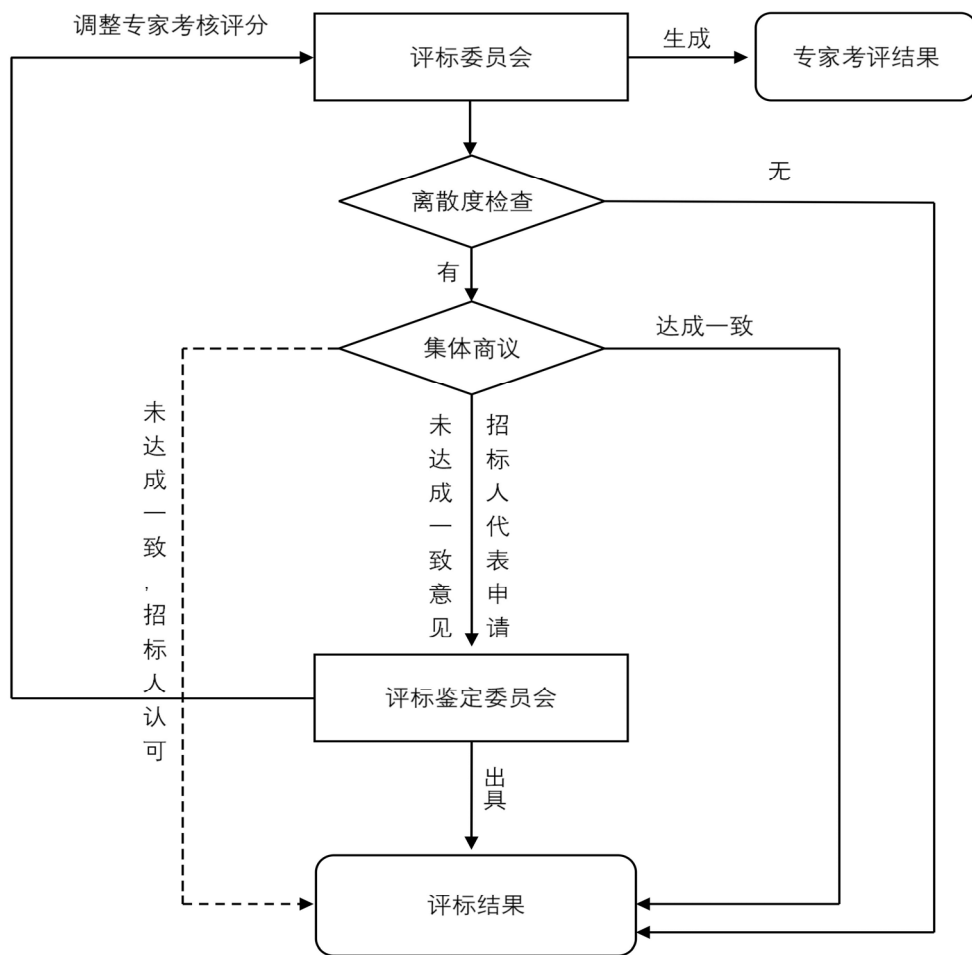 调整专家考核评分
评标委员会
生成
专家考评结果
离散度检查
无
有
集体商议
达成一致
未达成一致，招标人认可
未达成一致意见
招标人代表申请
评标鉴定委员会
出具
评标结果